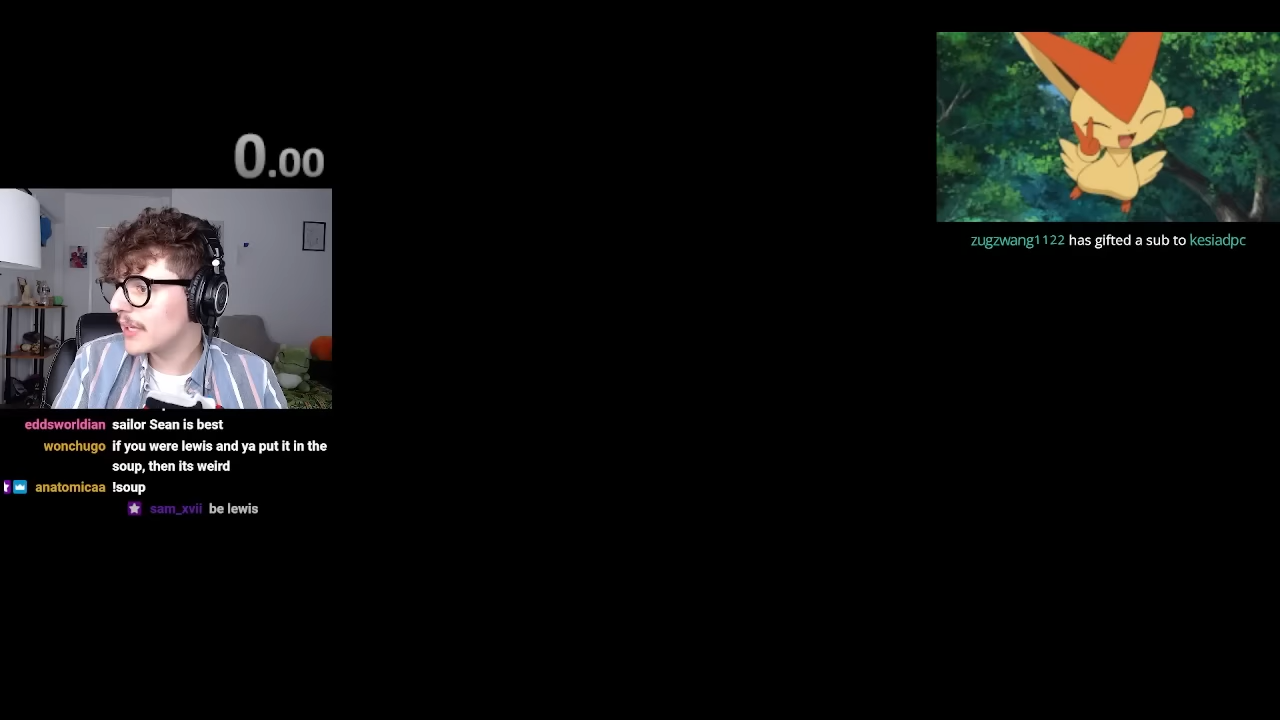 0.00
zugzwang1122 has gifted a sub to kesiadpc
eddsworldian sailor Sean is best
wonchugo if you were lewis and ya put it in the
soup, then its weird
anatomicaa !soup
sam_xvii be lewis